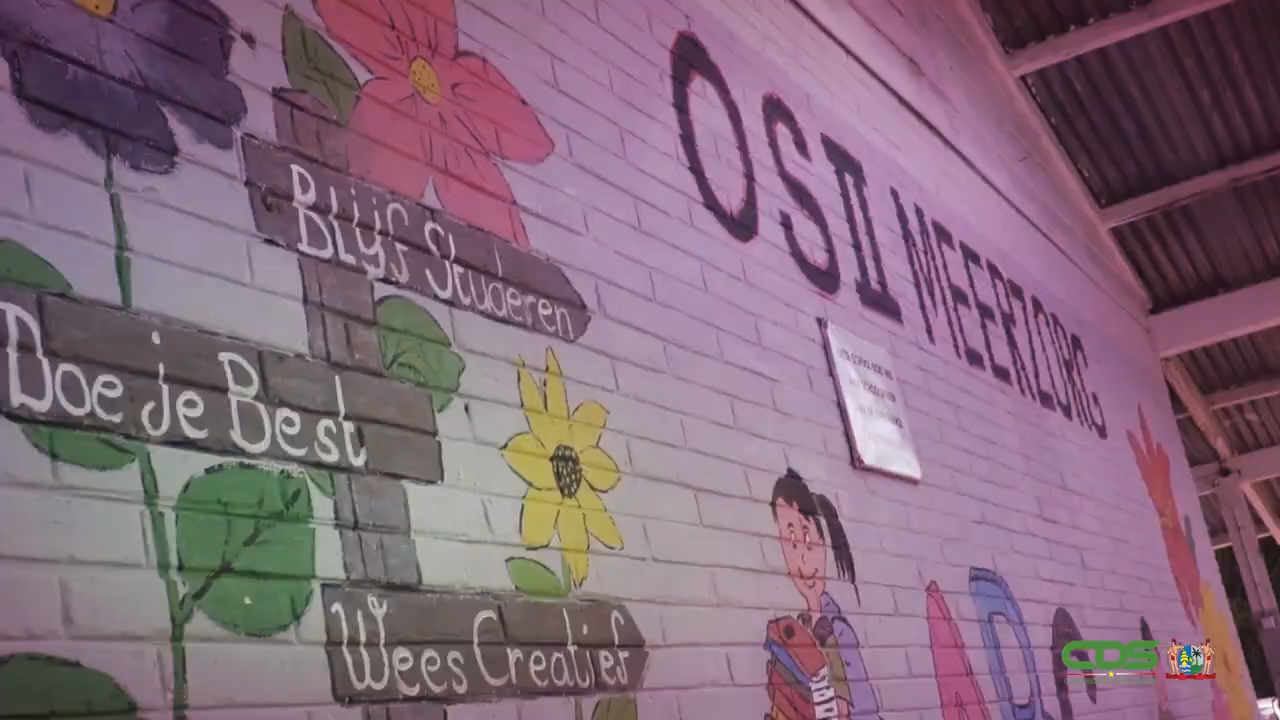 OS II MEERZORG
Blijf Studeren
Doe je Best
Wees Creatief
CDS